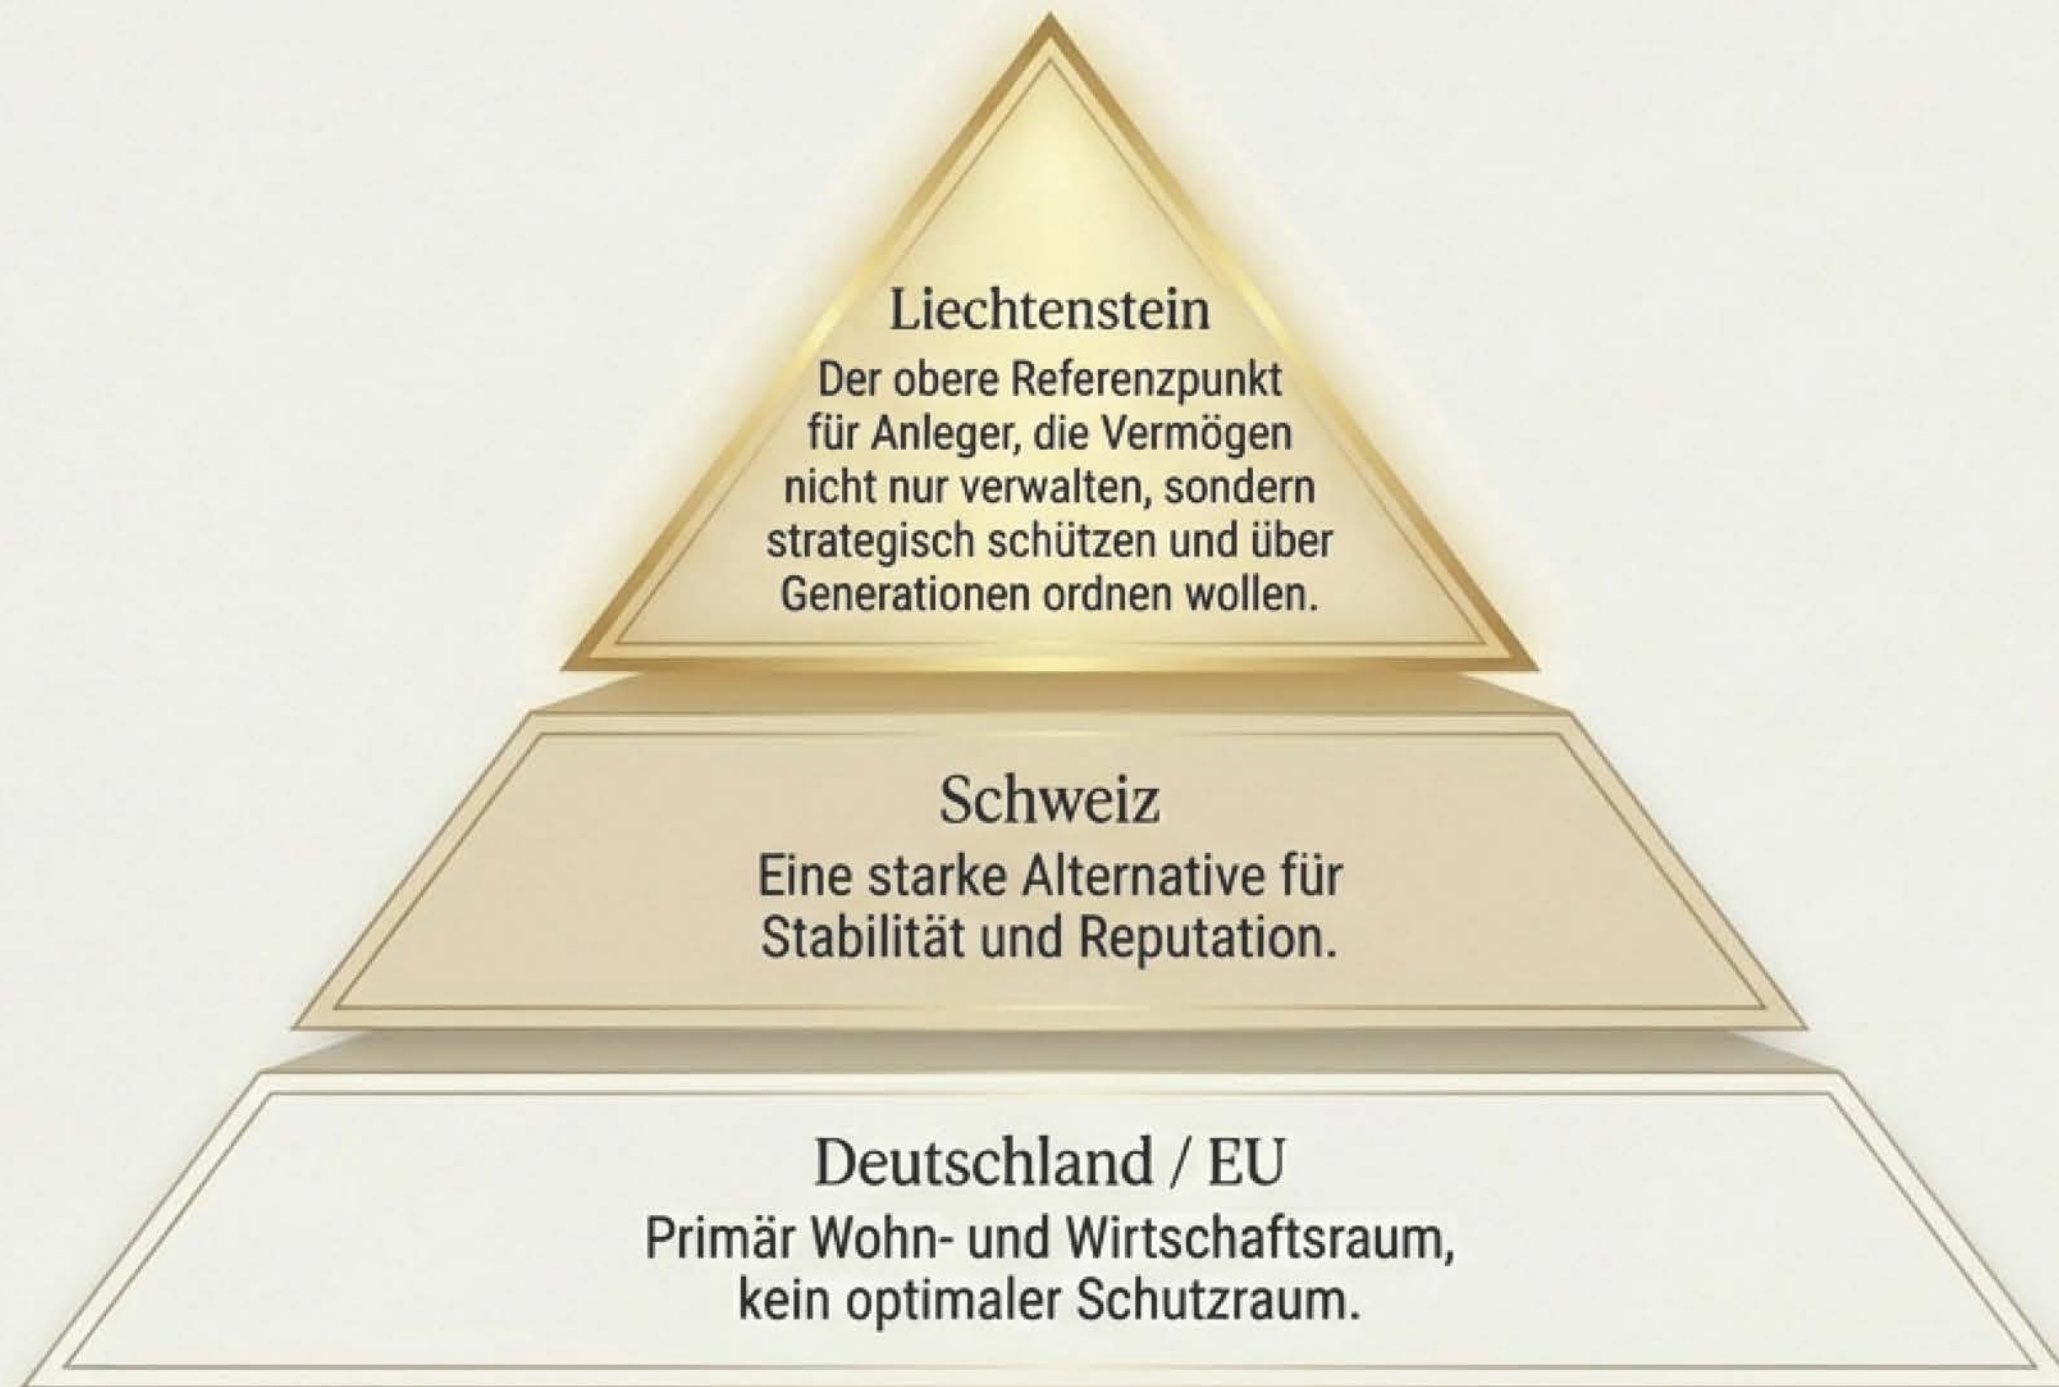 Liechtenstein
Der obere Referenzpunkt
für Anleger, die Vermögen
nicht nur verwalten, sondern
strategisch schützen und über
Generationen ordnen wollen.
Schweiz
Eine starke Alternative für
Stabilität und Reputation.
Deutschland / EU
Primär Wohn- und Wirtschaftsraum,
kein optimaler Schutzraum.